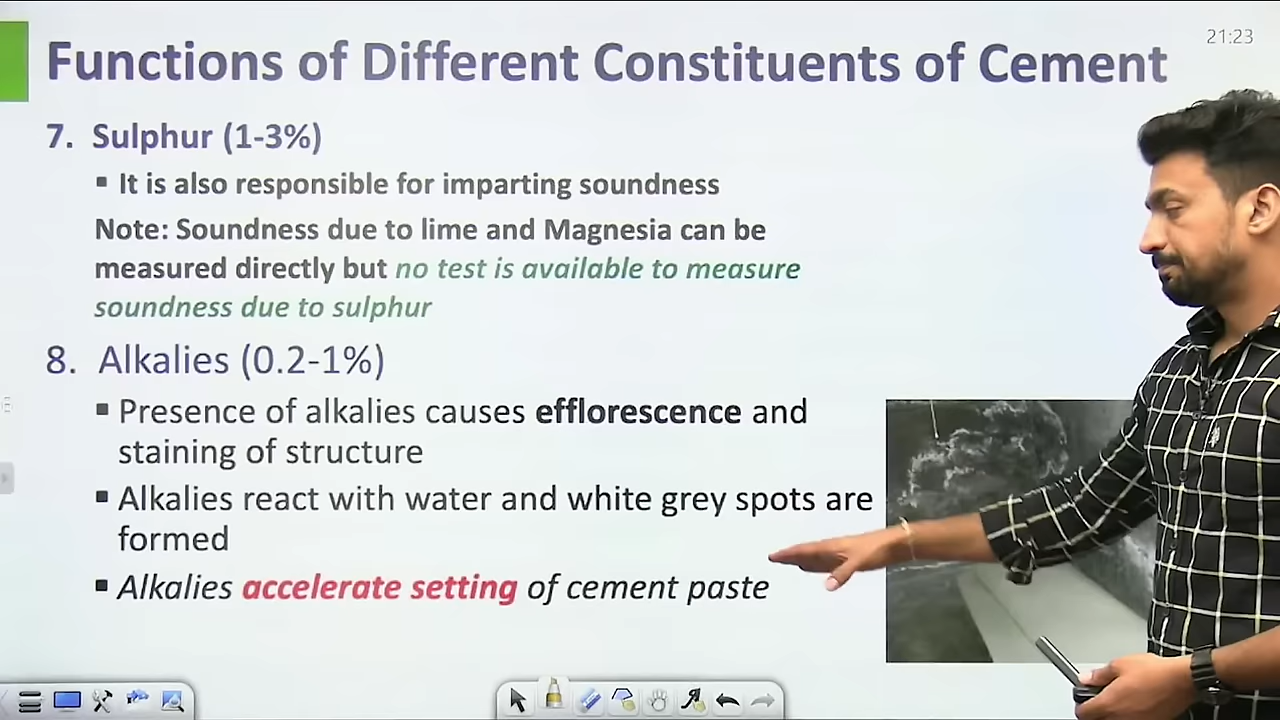 21:23
Functions of Different Constituents of Cement
7. Sulphur (1-3%)
▪ It is also responsible for imparting soundness
Note: Soundness due to lime and Magnesia can be
measured directly but no test is available to measure
soundness due to sulphur
8. Alkalies (0.2-1%)
▪ Presence of alkalies causes efflorescence and
staining of structure
▪ Alkalies react with water and white grey spots are
formed
▪ Alkalies accelerate setting of cement paste